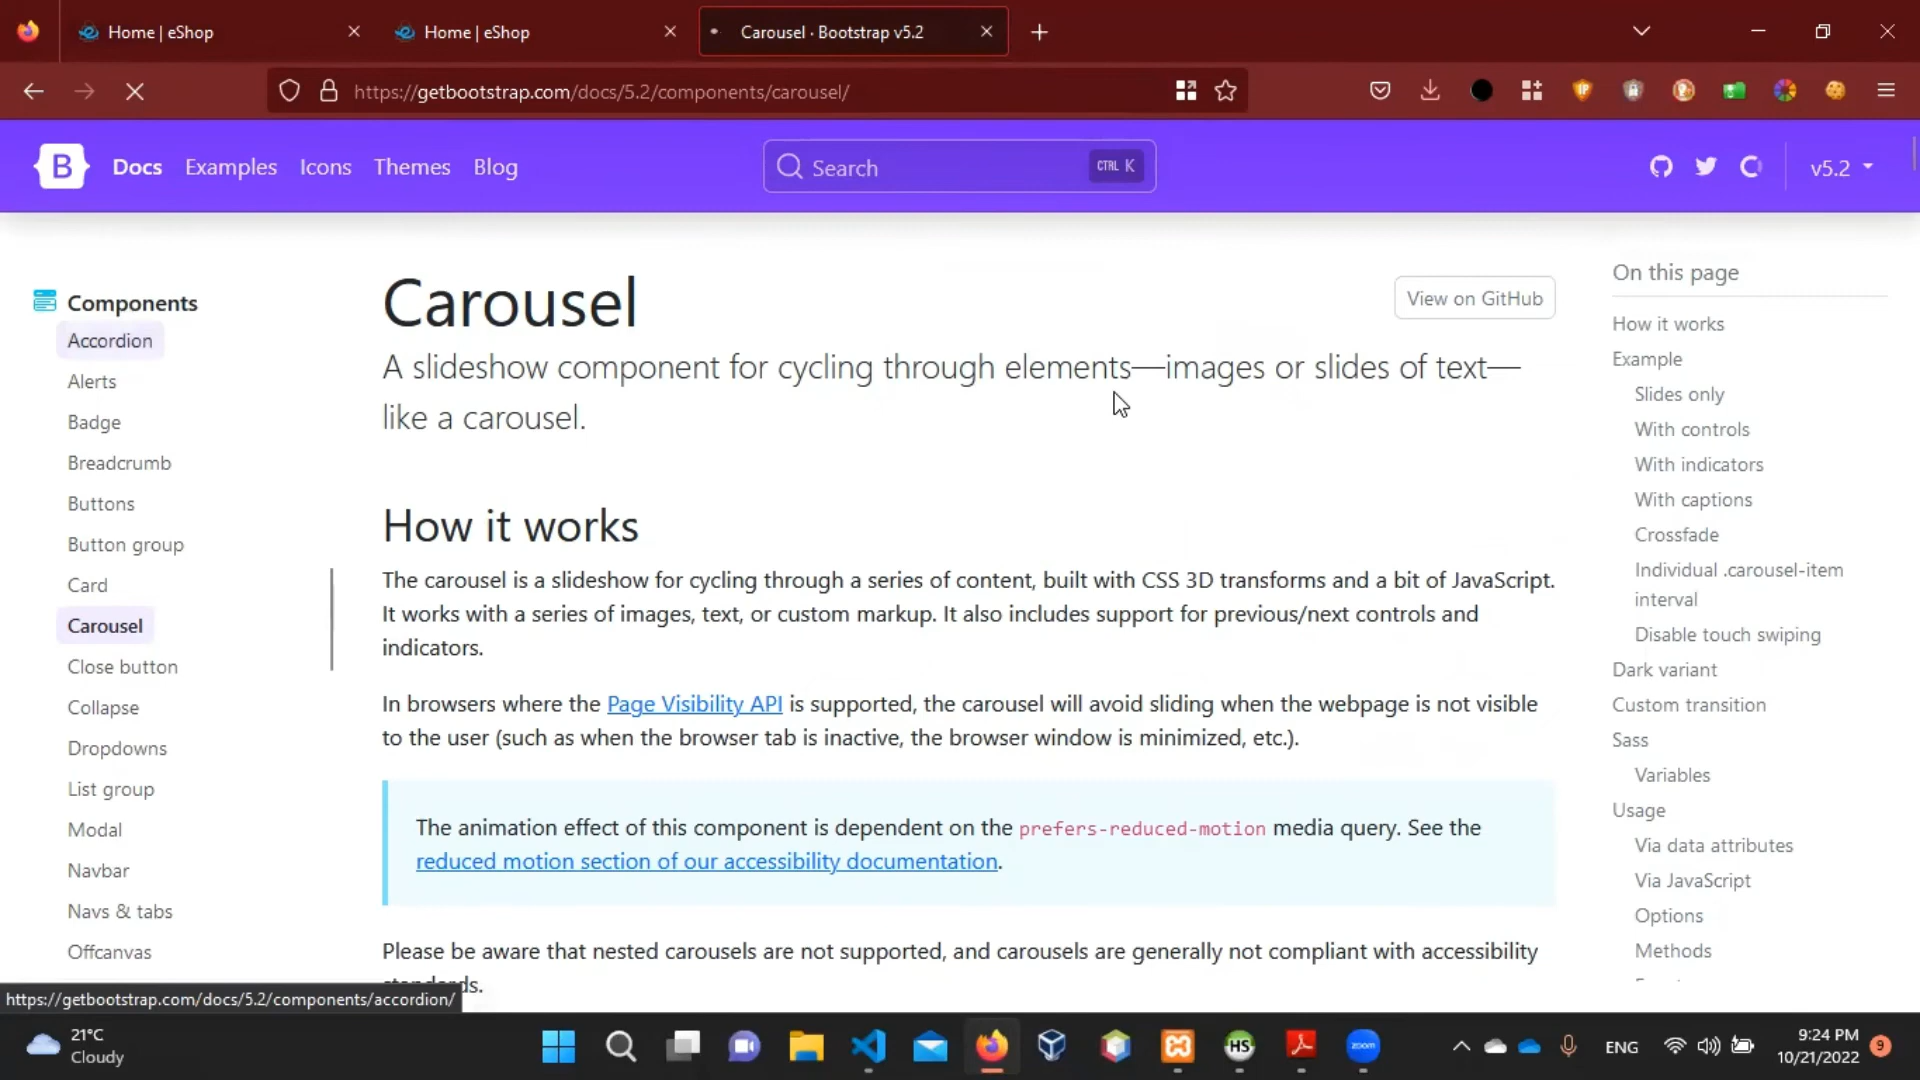 Home | eShop
Home | eShop
Carousel · Bootstrap v5.2
https://getbootstrap.com/docs/5.2/components/carousel/
B
Docs
Examples
Icons
Themes
Blog
Search
CTRL K
v5.2
Components
Accordion
Alerts
Badge
Breadcrumb
Buttons
Button group
Card
Carousel
Close button
Collapse
Dropdowns
List group
Modal
Navbar
Navs & tabs
Offcanvas
Carousel
View on GitHub
A slideshow component for cycling through elements—images or slides of text—
like a carousel.
How it works
The carousel is a slideshow for cycling through a series of content, built with CSS 3D transforms and a bit of JavaScript.
It works with a series of images, text, or custom markup. It also includes support for previous/next controls and
indicators.
In browsers where the Page Visibility API is supported, the carousel will avoid sliding when the webpage is not visible
to the user (such as when the browser tab is inactive, the browser window is minimized, etc.).
The animation effect of this component is dependent on the prefers-reduced-motion media query. See the
reduced motion section of our accessibility documentation.
Please be aware that nested carousels are not supported, and carousels are generally not compliant with accessibility
standards.
On this page
How it works
Example
Slides only
With controls
With indicators
With captions
Crossfade
Individual .carousel-item
interval
Disable touch swiping
Dark variant
Custom transition
Sass
Variables
Usage
Via data attributes
Via JavaScript
Options
Methods
https://getbootstrap.com/docs/5.2/components/accordion/
21°C
Cloudy
HS
zoom
ENG
9:24 PM
10/21/2022
9